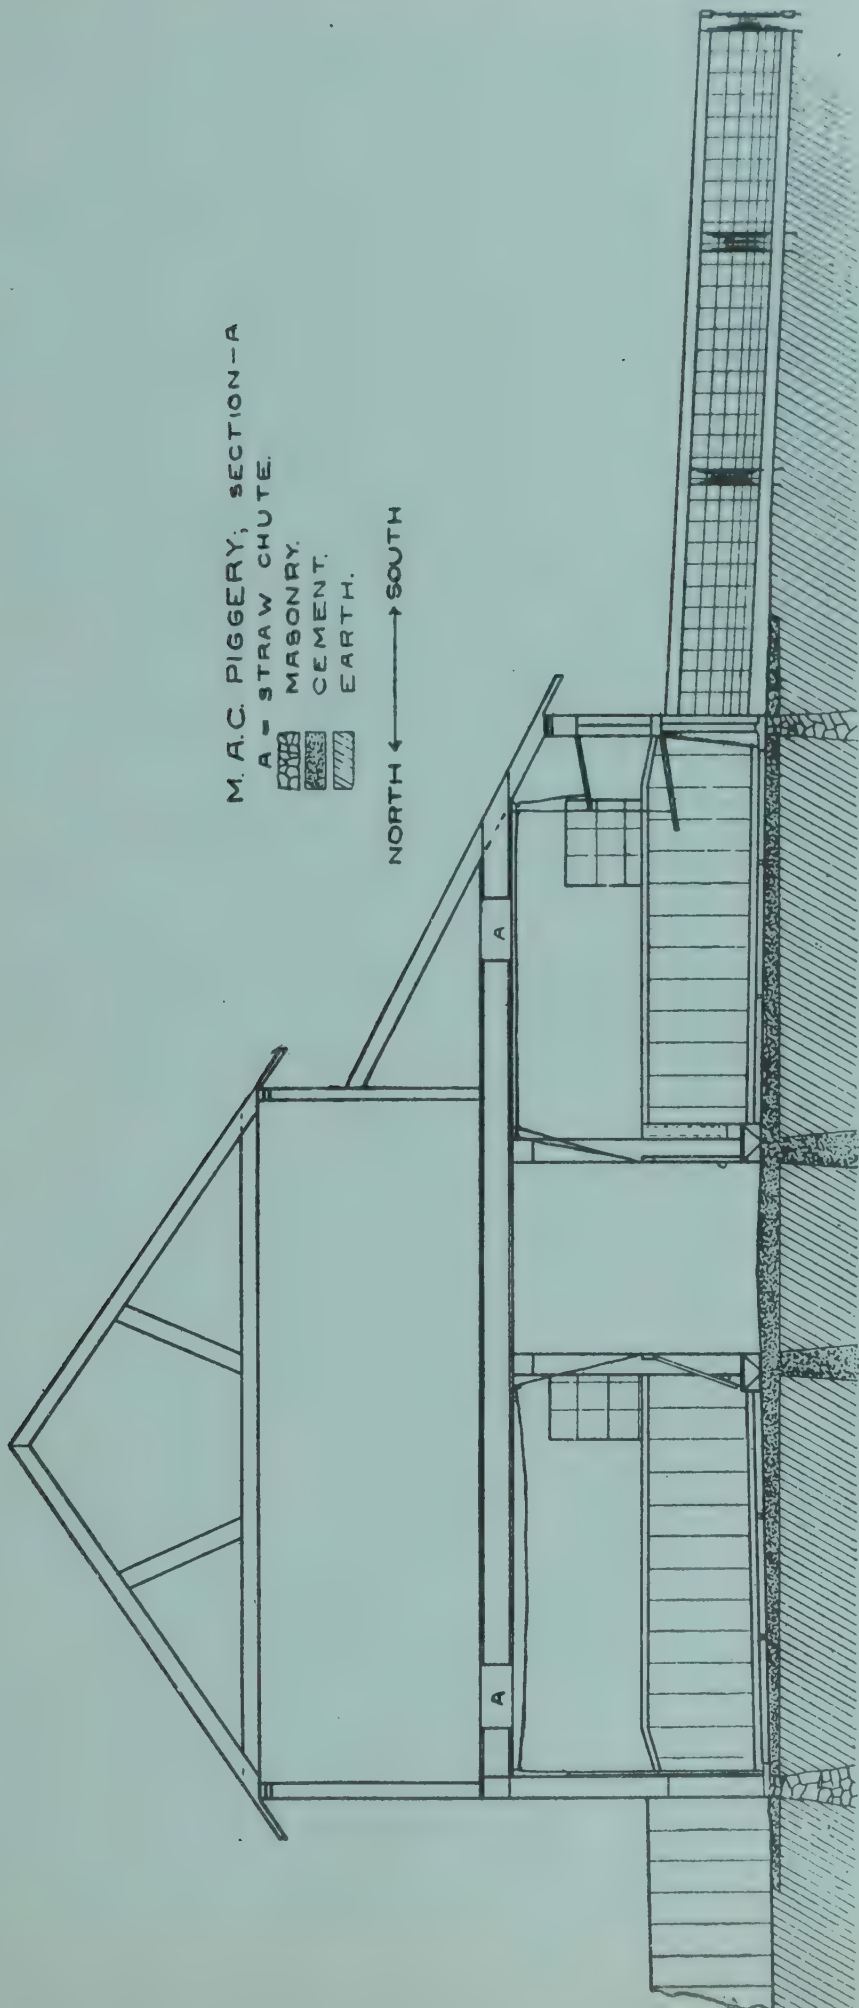 M. A.C. PIGGERY; SECTION-A
A = STRAW CHUTE.
MASONRY.
CEMENT.
EARTH.
NORTH SOUTH
A
A